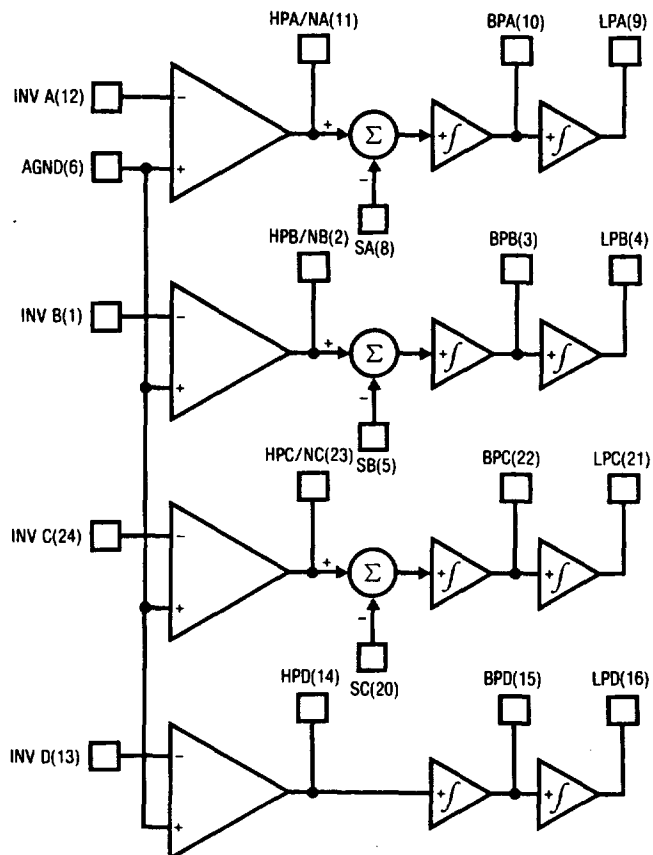 HPA/NA(11) BPA(10) LPA(9)
INV A(12) −
+ Σ +∫ +∫
AGND(6) +
−
SA(8)
HPB/NB(2) BPB(3) LPB(4)
INV B(1) −
+ Σ +∫ +∫
+
−
SB(5)
HPC/NC(23) BPC(22) LPC(21)
INV C(24) −
+ Σ +∫ +∫
+
−
SC(20)
HPD(14) BPD(15) LPD(16)
INV D(13) −
+∫ +∫
+